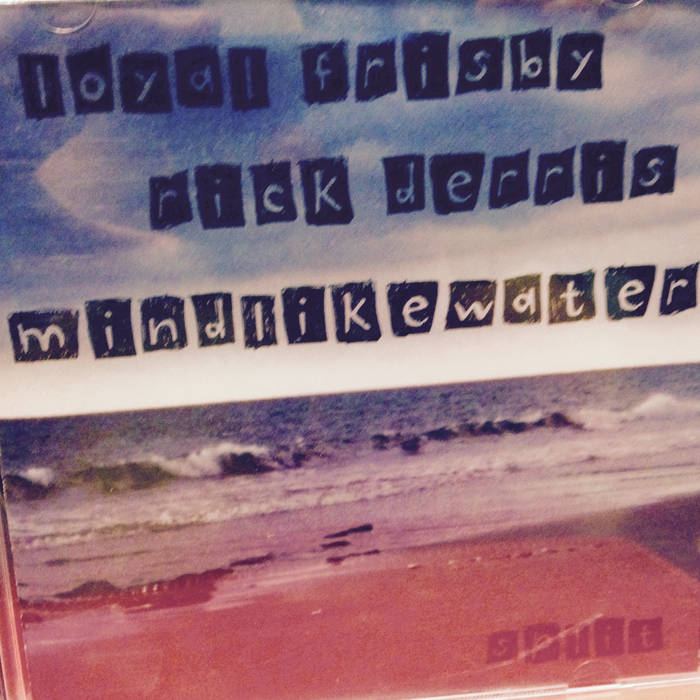 loyal frisby
rick derris
mindlikewater
split